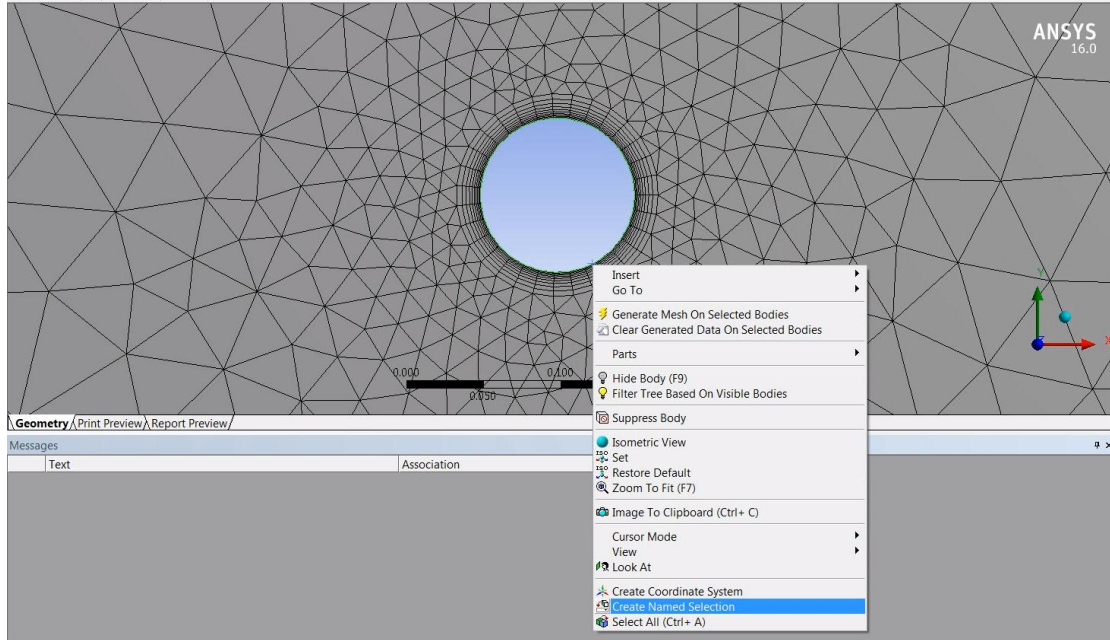 ANSYS
16.0
Y
X
0.000
0.100
0.050
Insert
Go To
Generate Mesh On Selected Bodies
Clear Generated Data On Selected Bodies
Parts
Hide Body (F9)
Filter Tree Based On Visible Bodies
Suppress Body
Isometric View
ISO Set
ISO Restore Default
Zoom To Fit (F7)
Image To Clipboard (Ctrl+ C)
Cursor Mode
View
Look At
Create Coordinate System
Create Named Selection
Select All (Ctrl+ A)
Geometry Print Preview Report Preview
Messages
Text Association